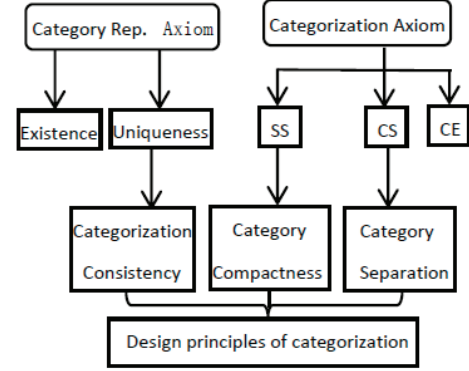 Category Rep. Axiom
Categorization Axiom
Existence
Uniqueness
SS
CS
CE
Categorization
Consistency
Category
Compactness
Category
Separation
Design principles of categorization